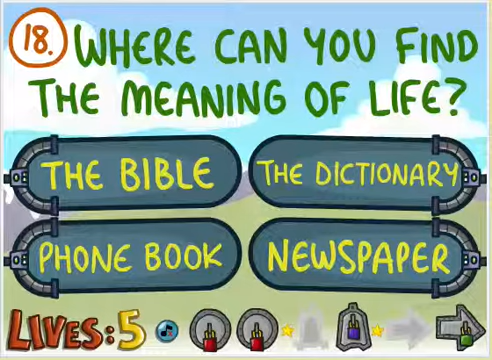 18. WHERE CAN YOU FIND
THE MEANING OF LIFE?
THE BIBLE
THE DICTIONARY
PHONE BOOK
NEWSPAPER
LIVES:5